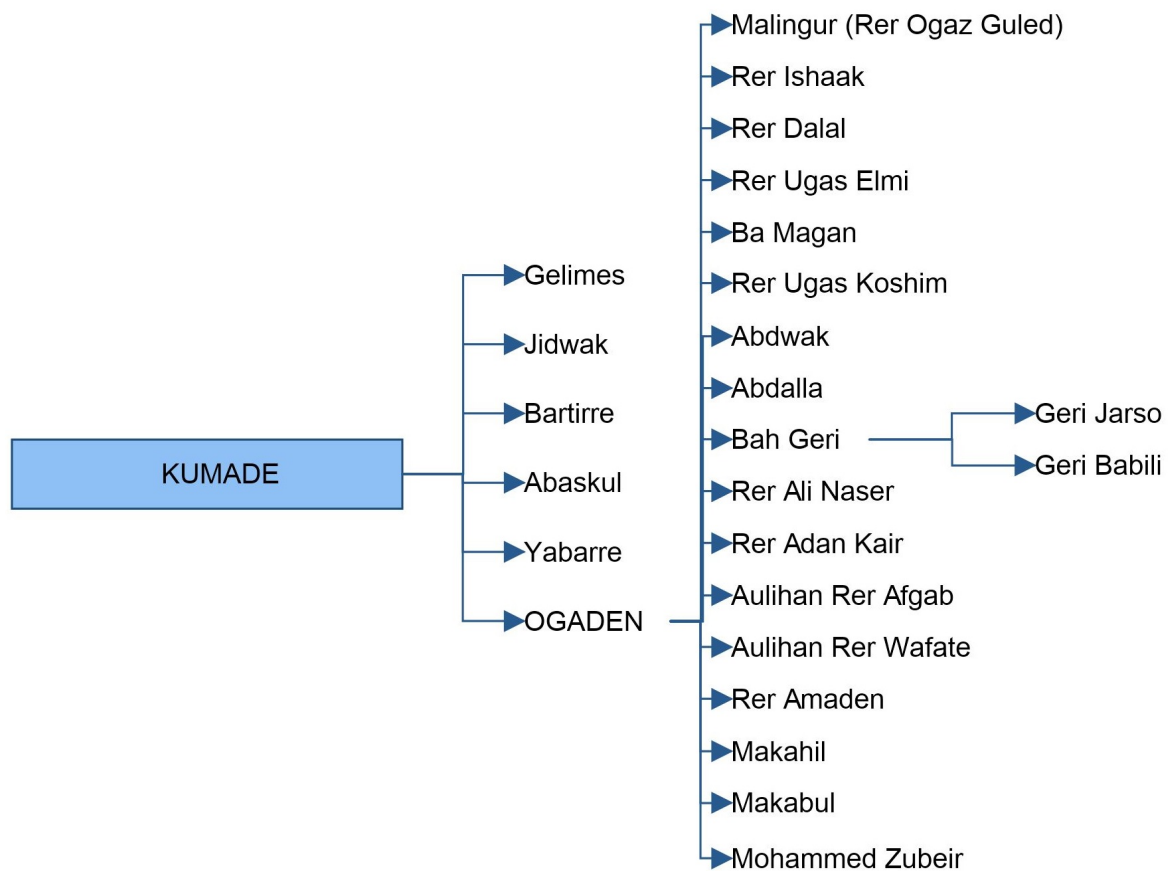 KUMADE
Gelimes
Jidwak
Bartirre
Abaskul
Yabarre
OGADEN
Malingur (Rer Ogaz Guled)
Rer Ishaak
Rer Dalal
Rer Ugas Elmi
Ba Magan
Rer Ugas Koshim
Abdwak
Abdalla
Bah Geri
Rer Ali Naser
Rer Adan Kair
Aulihan Rer Afgab
Aulihan Rer Wafate
Rer Amaden
Makahil
Makabul
Mohammed Zubeir
Geri Jarso
Geri Babili